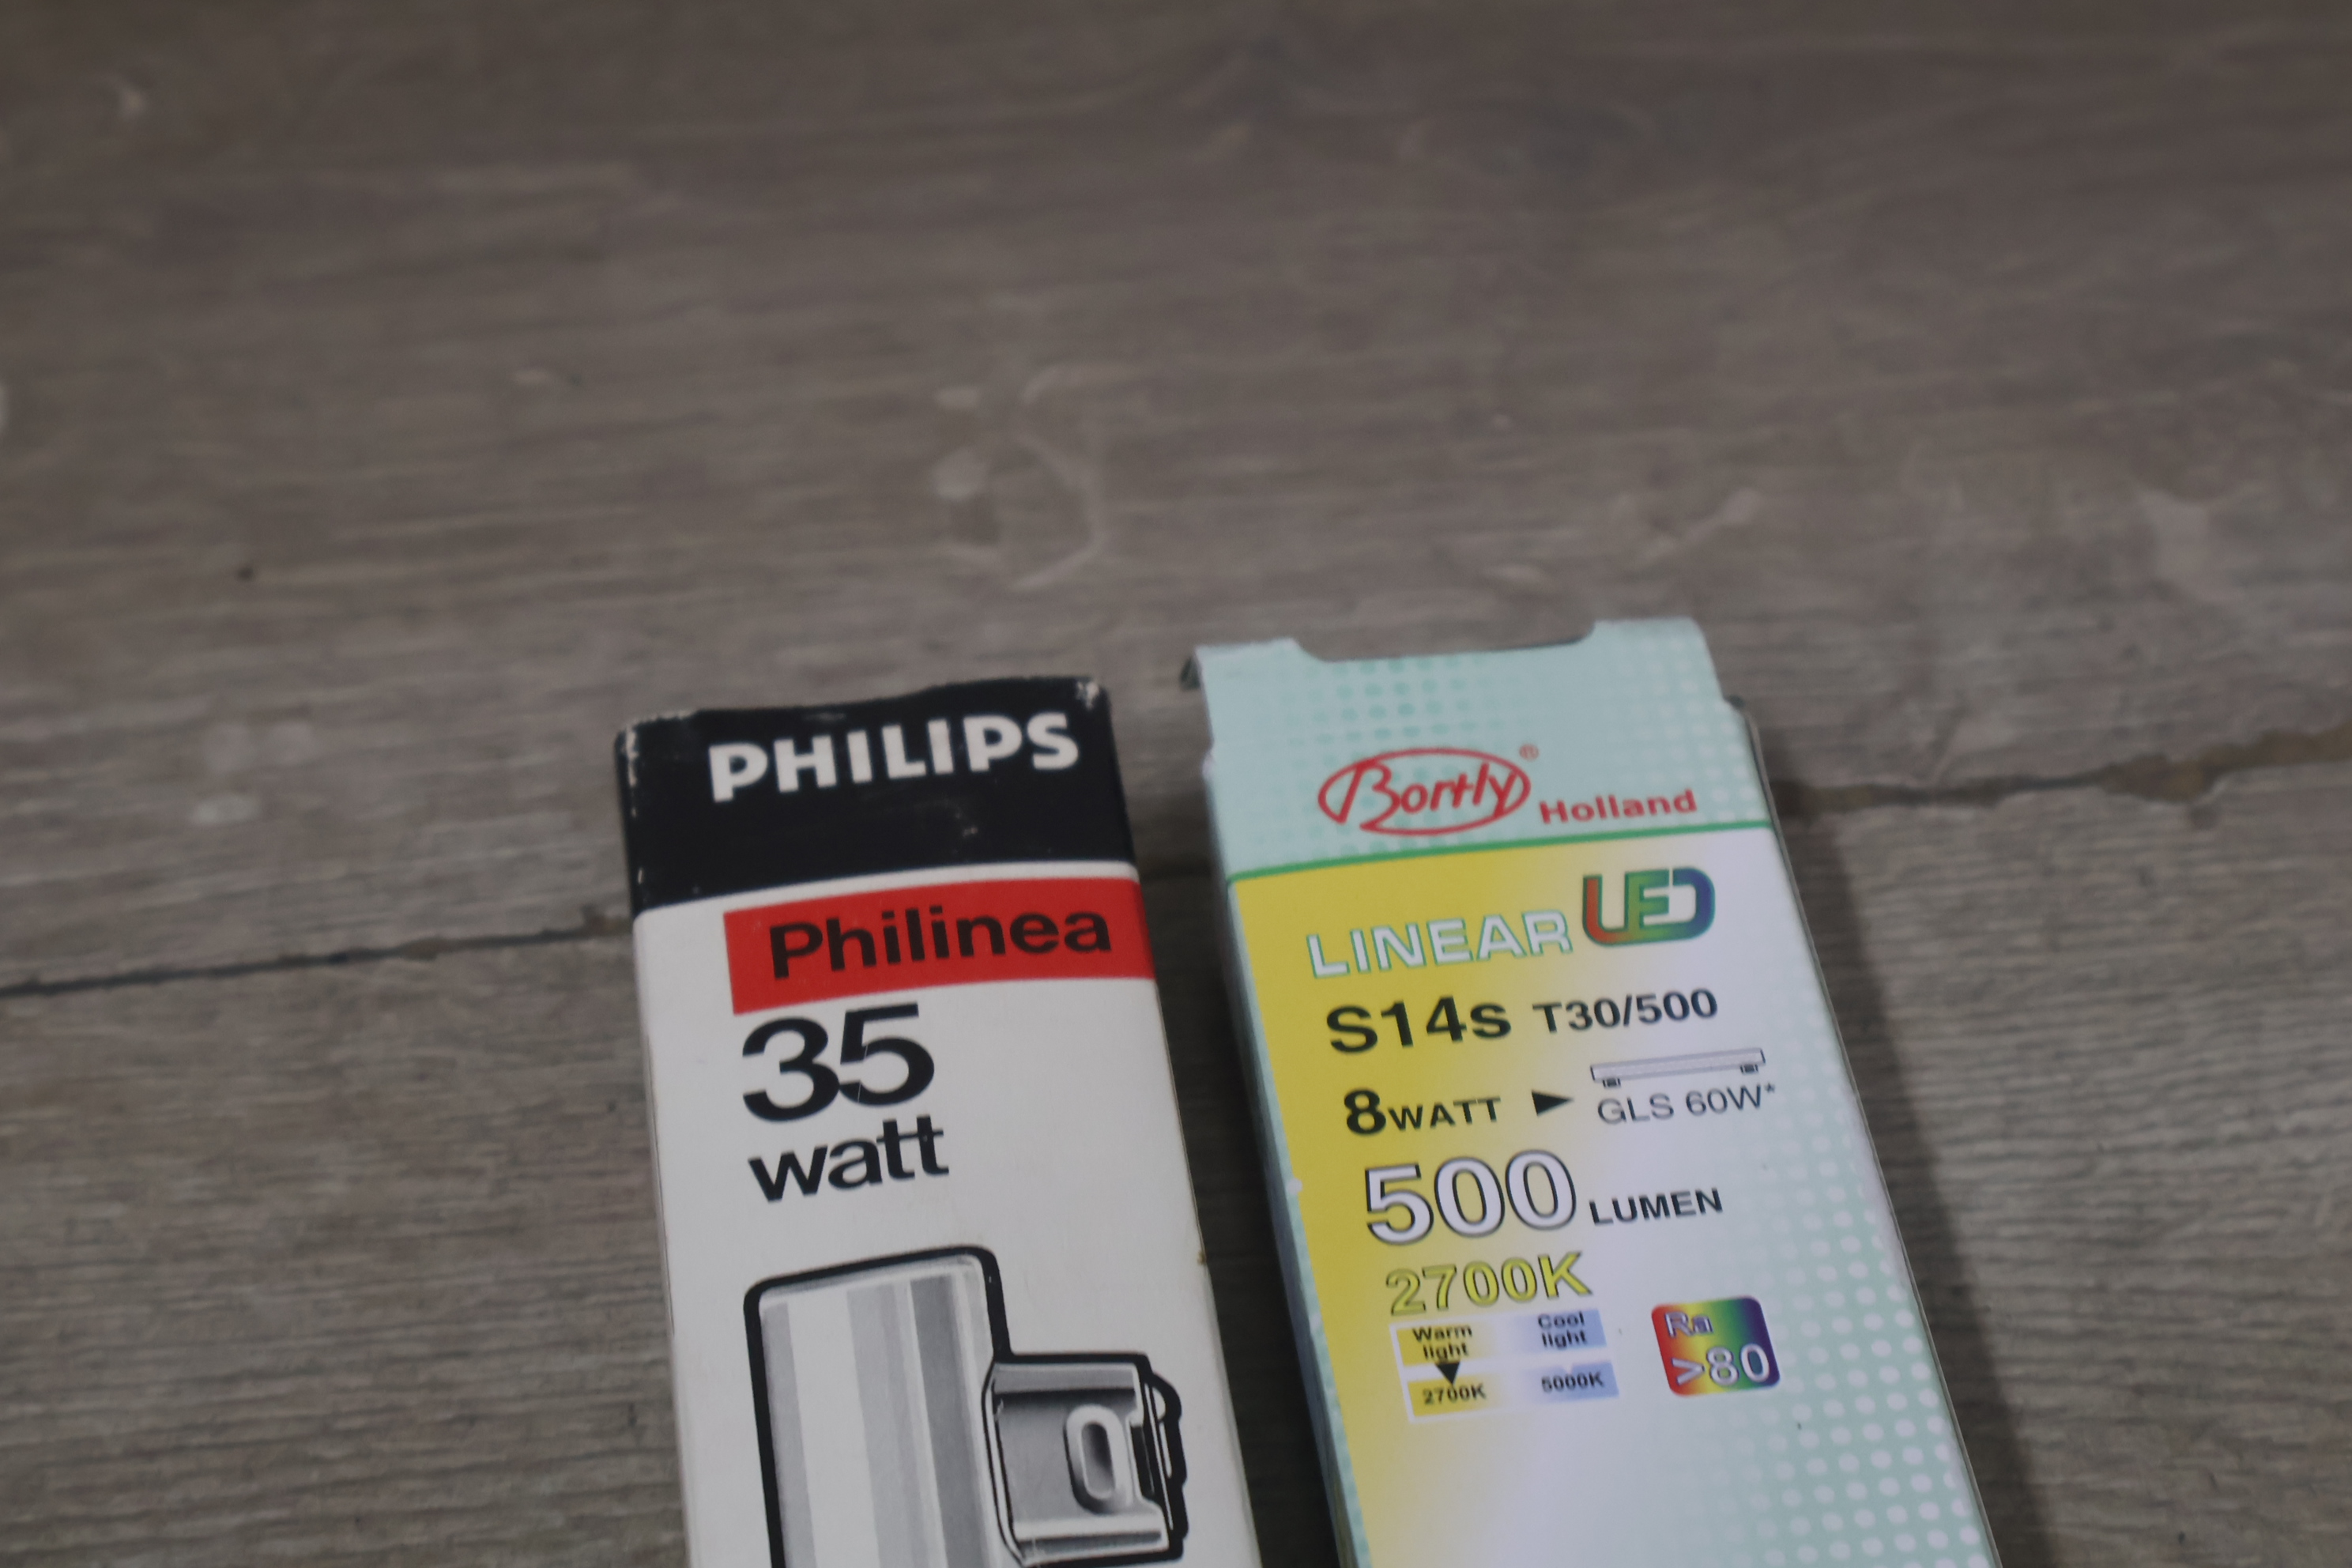 PHILIPS
Philinea
35
watt
Bortly® Holland
LINEAR LED
S14s T30/500
8WATT ► GLS 60W*
500 LUMEN
2700K
Warm light
Cool light
2700K
5000K
Ra
>80